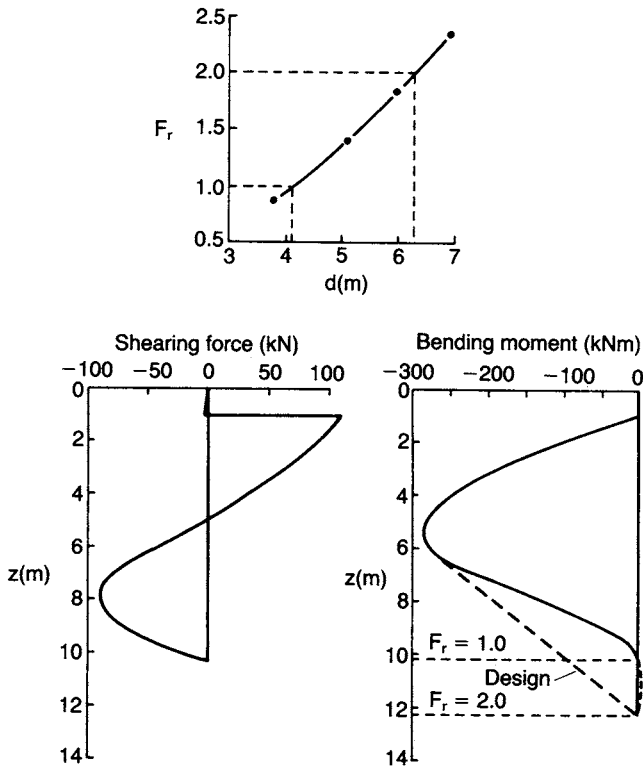 2.5
2.0
F_r 1.5
1.0
0.5
3 4 5 6 7
d(m)
Shearing force (kN)
−100 −50 0 50 100
0
2
4
6
z(m)
8
10
12
14
Bending moment (kNm)
−300 −200 −100 0
0
2
4
6
z(m)
8
F_r = 1.0
10
Design
F_r = 2.0
12
14